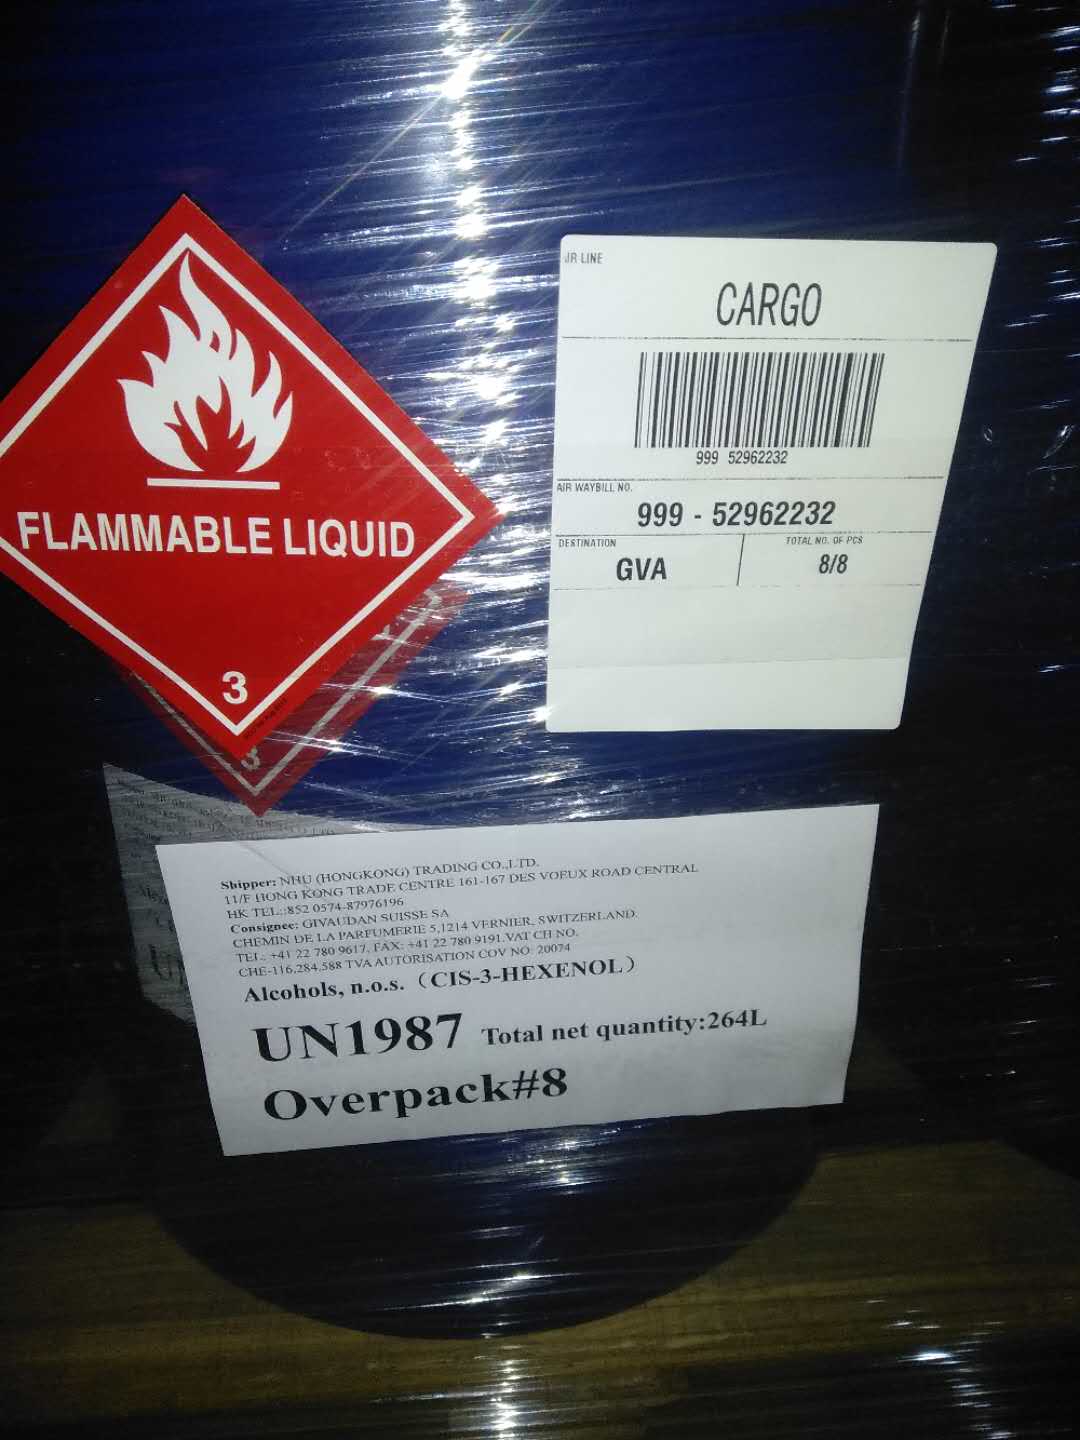 FLAMMABLE LIQUID
3
JR LINE
CARGO
999 52962232
AIR WAYBILL NO.
999 - 52962232
DESTINATION
GVA
TOTAL NO. OF PCS
8/8
3
Shipper: NHU (HONGKONG) TRADING CO.,LTD.
11/F HONG KONG TRADE CENTRE 161-167 DES VOEUX ROAD CENTRAL
HK TEL.:852 0574-87976196
Consignee: GIVAUDAN SUISSE SA
CHEMIN DE LA PARFUMERIE 5,1214 VERNIER, SWITZERLAND.
TEL: +41 22 780 9617, FAX: +41 22 780 9191.VAT CH NO.
CHE-116,284,588 TVA AUTORISATION COV NO: 20074
Alcohols, n.o.s.（CIS-3-HEXENOL）
UN1987 Total net quantity:264L
Overpack#8